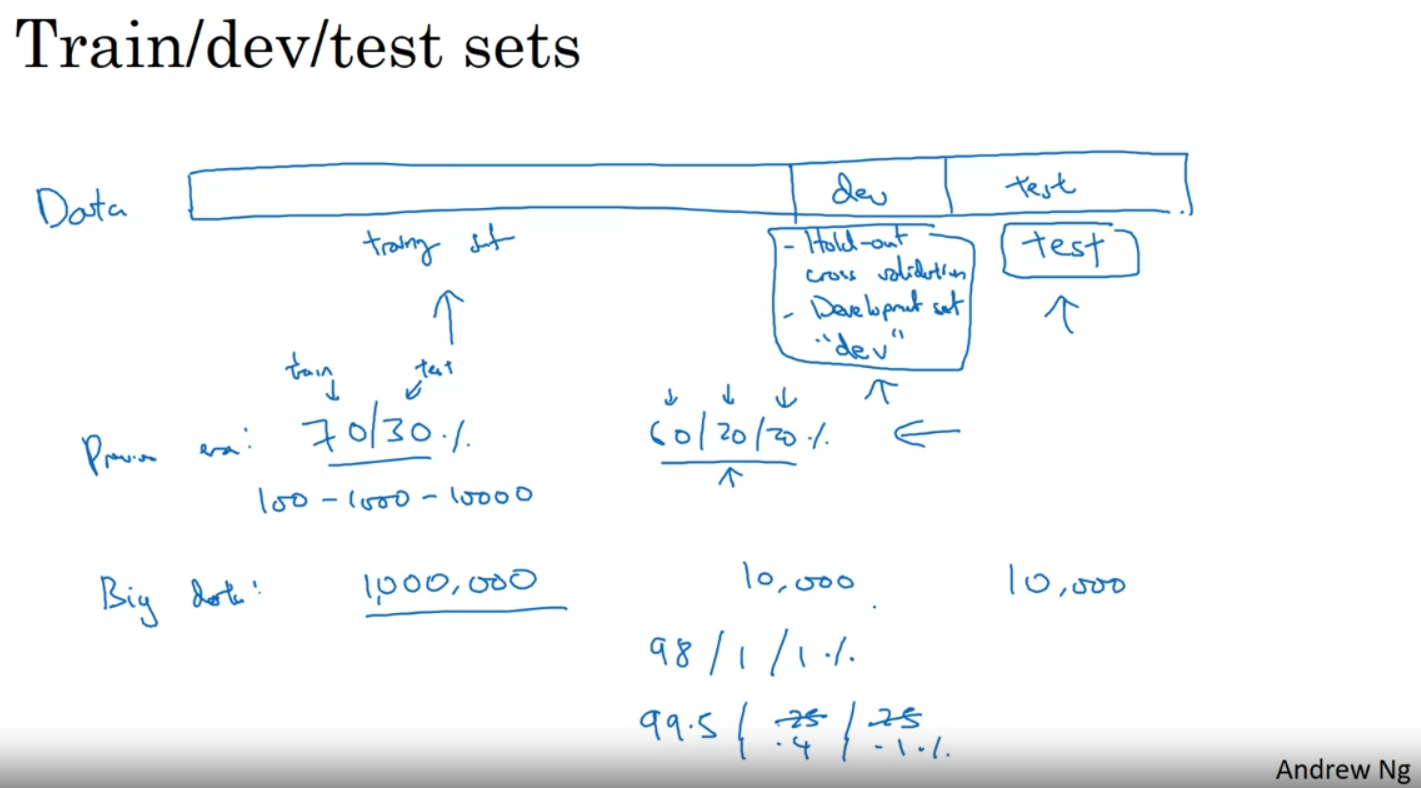 Train/dev/test sets
Data
dev
test
training set
- Hold-out
cross validation
- Development set
"dev"
test
train
test
Previous era:
70/30 %
60/20/20 %
100 - 1000 - 10000
Big data:
1,000,000
10,000
10,000
98/1/1 %
99.5 / .25 / .25
.4 / .1 %
Andrew Ng